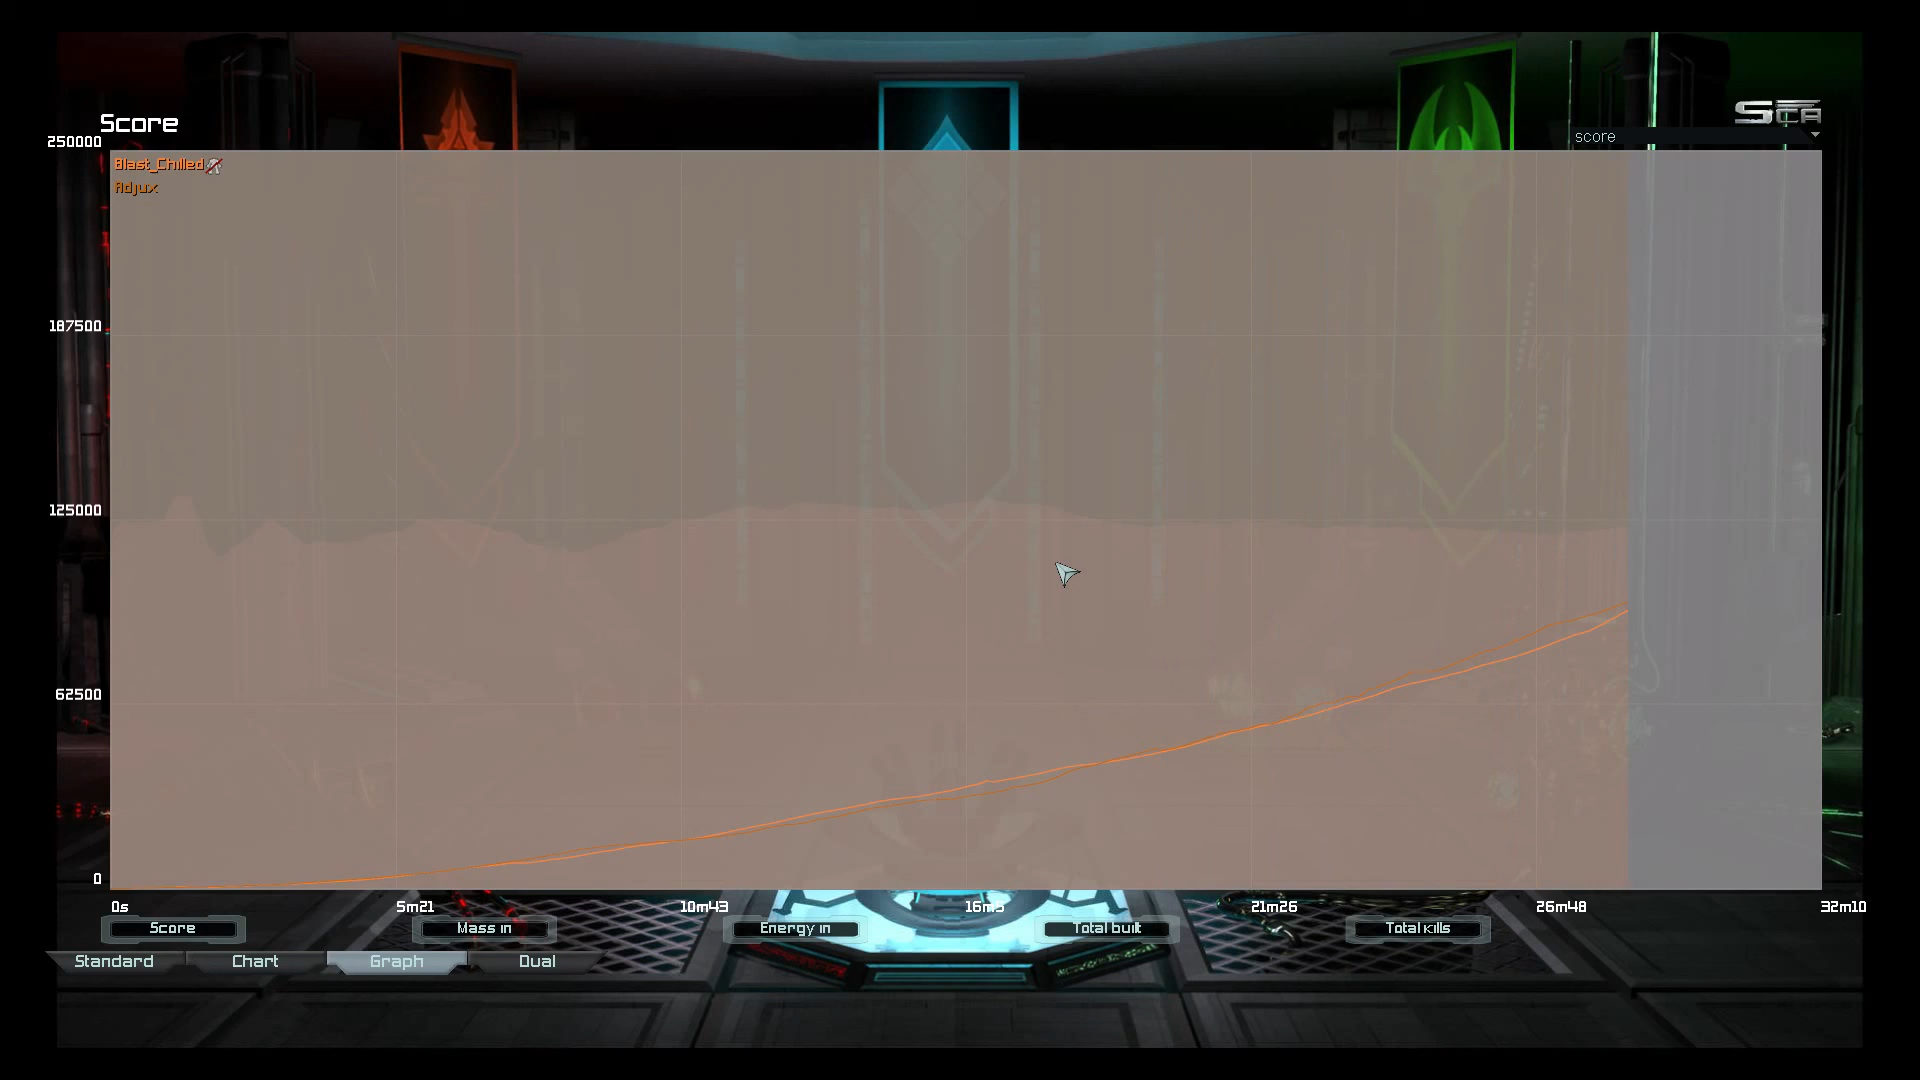 Score
SCA
score
250000
187500
125000
62500
0
Blast_Chilled
Adjux
0s
5m21
10m43
16m5
21m26
26m48
32m10
Score
Mass in
Energy in
Total built
Total kills
Standard
Chart
Graph
Dual